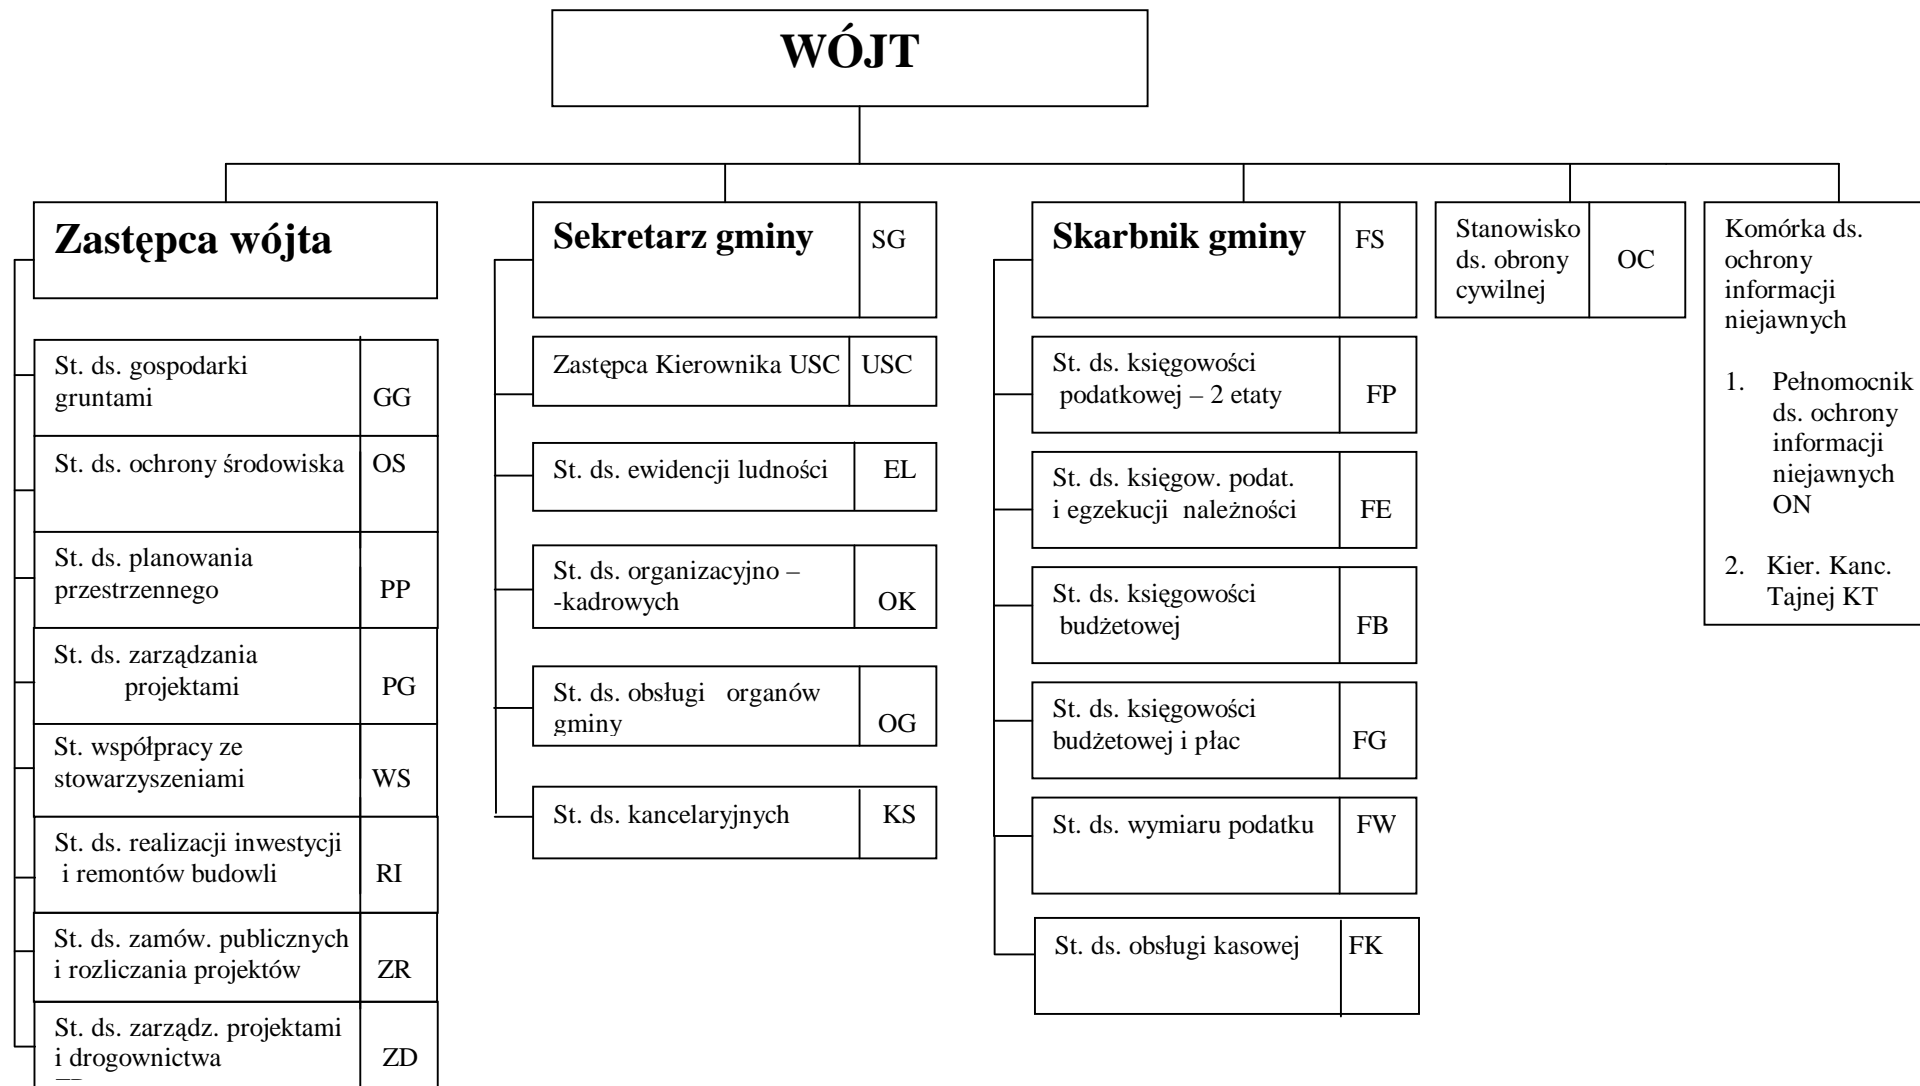 WÓJT
Zastępca wójta
St. ds. gospodarki
gruntami GG
St. ds. ochrony środowiska OS
St. ds. planowania
przestrzennego PP
St. ds. zarządzania
projektami PG
St. współpracy ze
stowarzyszeniami WS
St. ds. realizacji inwestycji
i remontów budowli RI
St. ds. zamów. publicznych
i rozliczania projektów ZR
St. ds. zarządz. projektami
i drogownictwa ZD
Sekretarz gminy SG
Zastępca Kierownika USC USC
St. ds. ewidencji ludności EL
St. ds. organizacyjno –
-kadrowych OK
St. ds. obsługi organów
gminy OG
St. ds. kancelaryjnych KS
Skarbnik gminy FS
St. ds. księgowości
podatkowej – 2 etaty FP
St. ds. księgow. podat.
i egzekucji należności FE
St. ds. księgowości
budżetowej FB
St. ds. księgowości
budżetowej i płac FG
St. ds. wymiaru podatku FW
St. ds. obsługi kasowej FK
Stanowisko
ds. obrony OC
cywilnej
Komórka ds.
ochrony
informacji
niejawnych
1. Pełnomocnik
ds. ochrony
informacji
niejawnych
ON
2. Kier. Kanc.
Tajnej KT